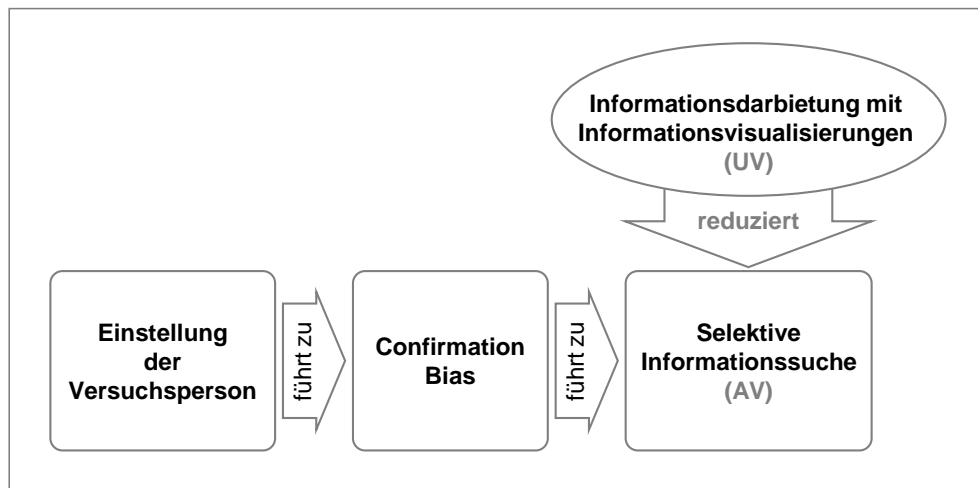 Informationsdarbietung mit
Informationsvisualisierungen
(UV)
reduziert
Einstellung
der
Versuchsperson
führt zu
Confirmation
Bias
führt zu
Selektive
Informationssuche
(AV)